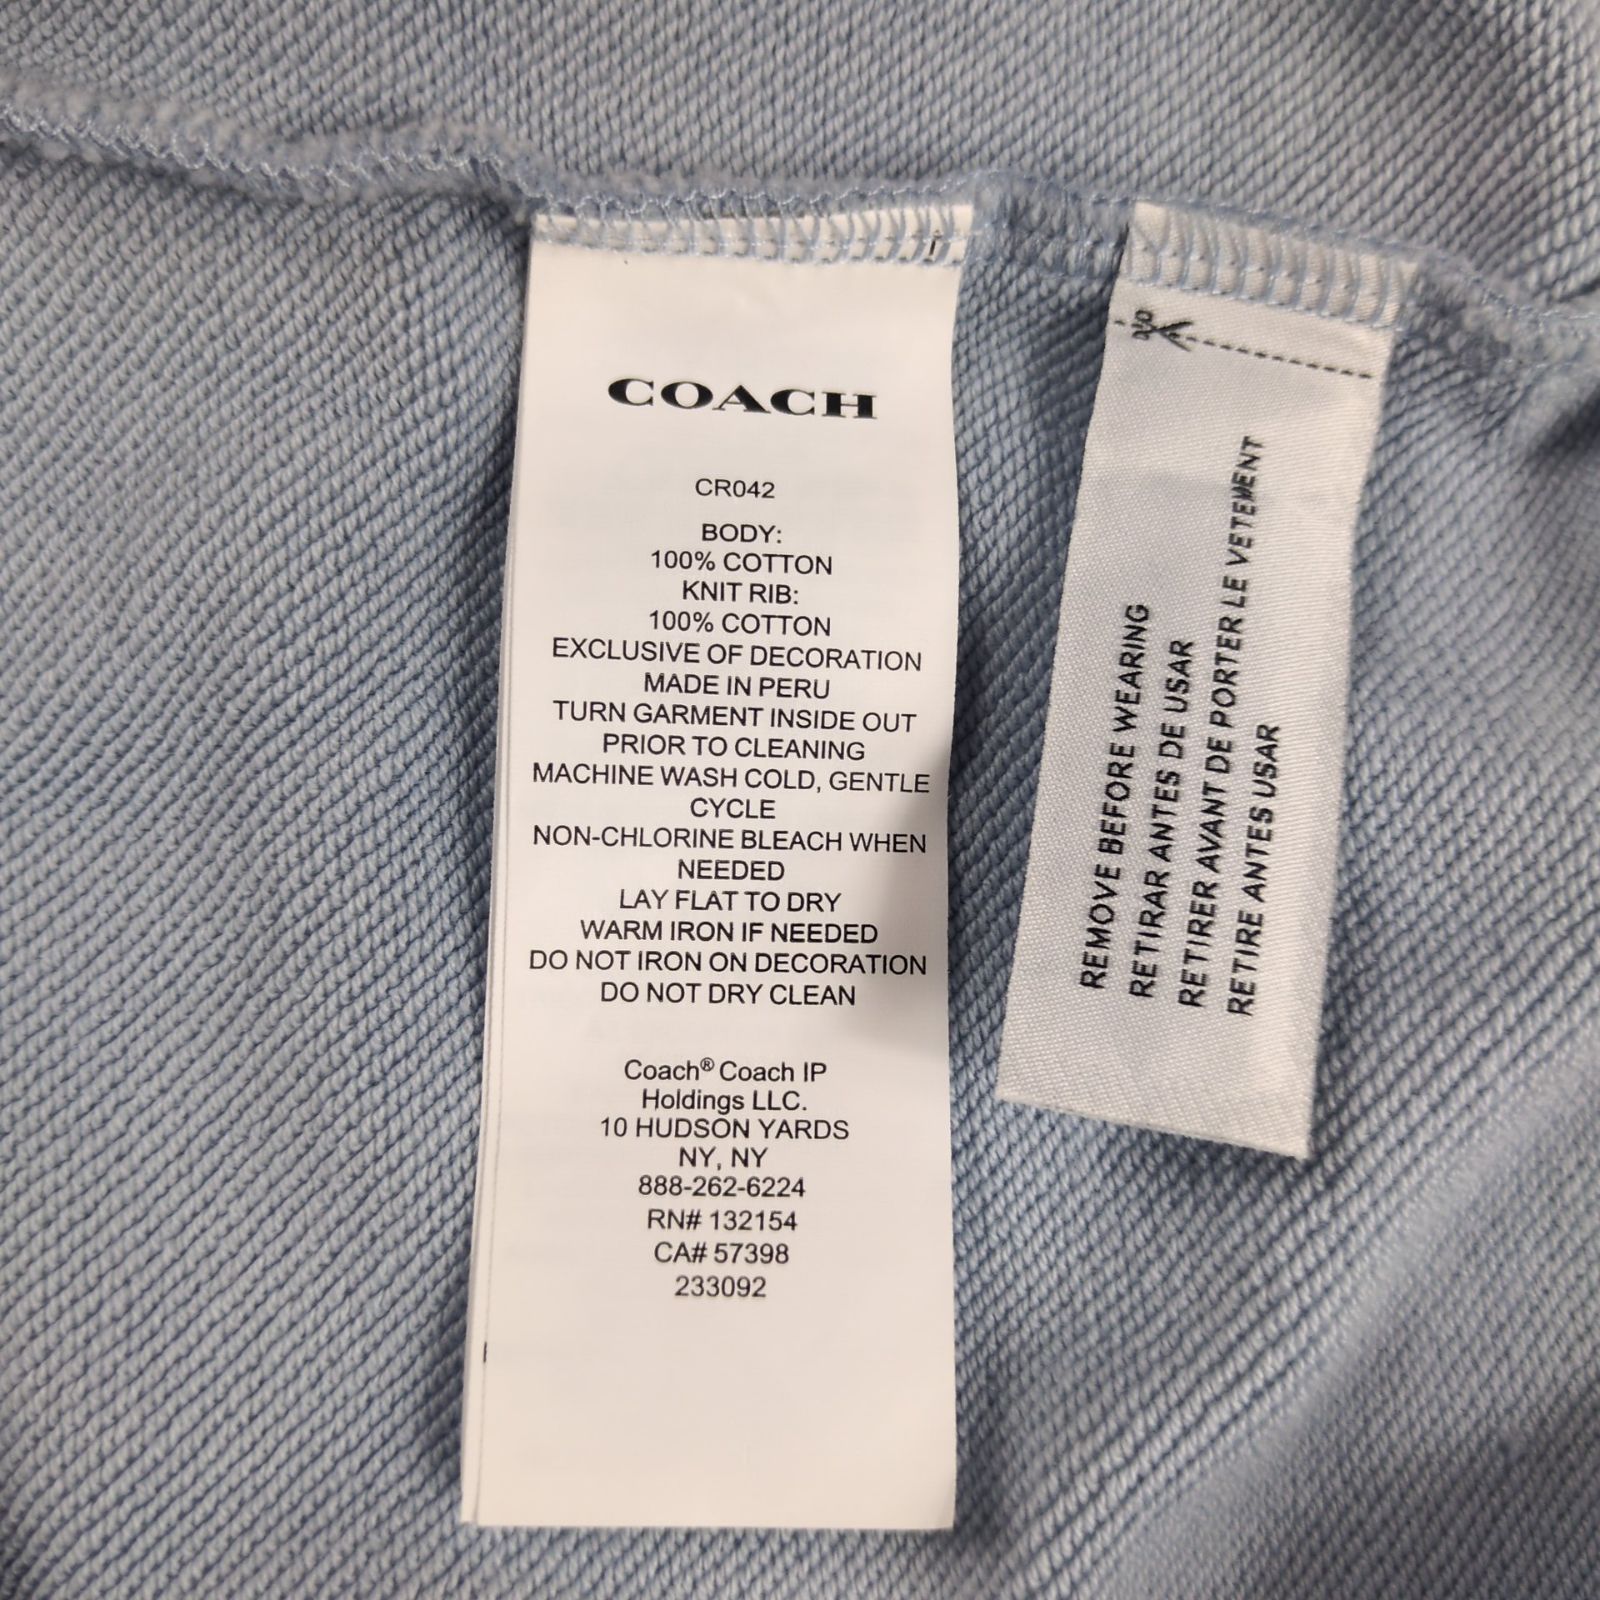 COACH
CR042
BODY:
100% COTTON
KNIT RIB:
100% COTTON
EXCLUSIVE OF DECORATION
MADE IN PERU
TURN GARMENT INSIDE OUT
PRIOR TO CLEANING
MACHINE WASH COLD, GENTLE
CYCLE
NON-CHLORINE BLEACH WHEN
NEEDED
LAY FLAT TO DRY
WARM IRON IF NEEDED
DO NOT IRON ON DECORATION
DO NOT DRY CLEAN
Coach® Coach IP
Holdings LLC.
10 HUDSON YARDS
NY, NY
888-262-6224
RN# 132154
CA# 57398
233092
REMOVE BEFORE WEARING
RETIRAR ANTES DE USAR
RETIRER AVANT DE PORTER LE VETEMENT
RETIRE ANTES USAR